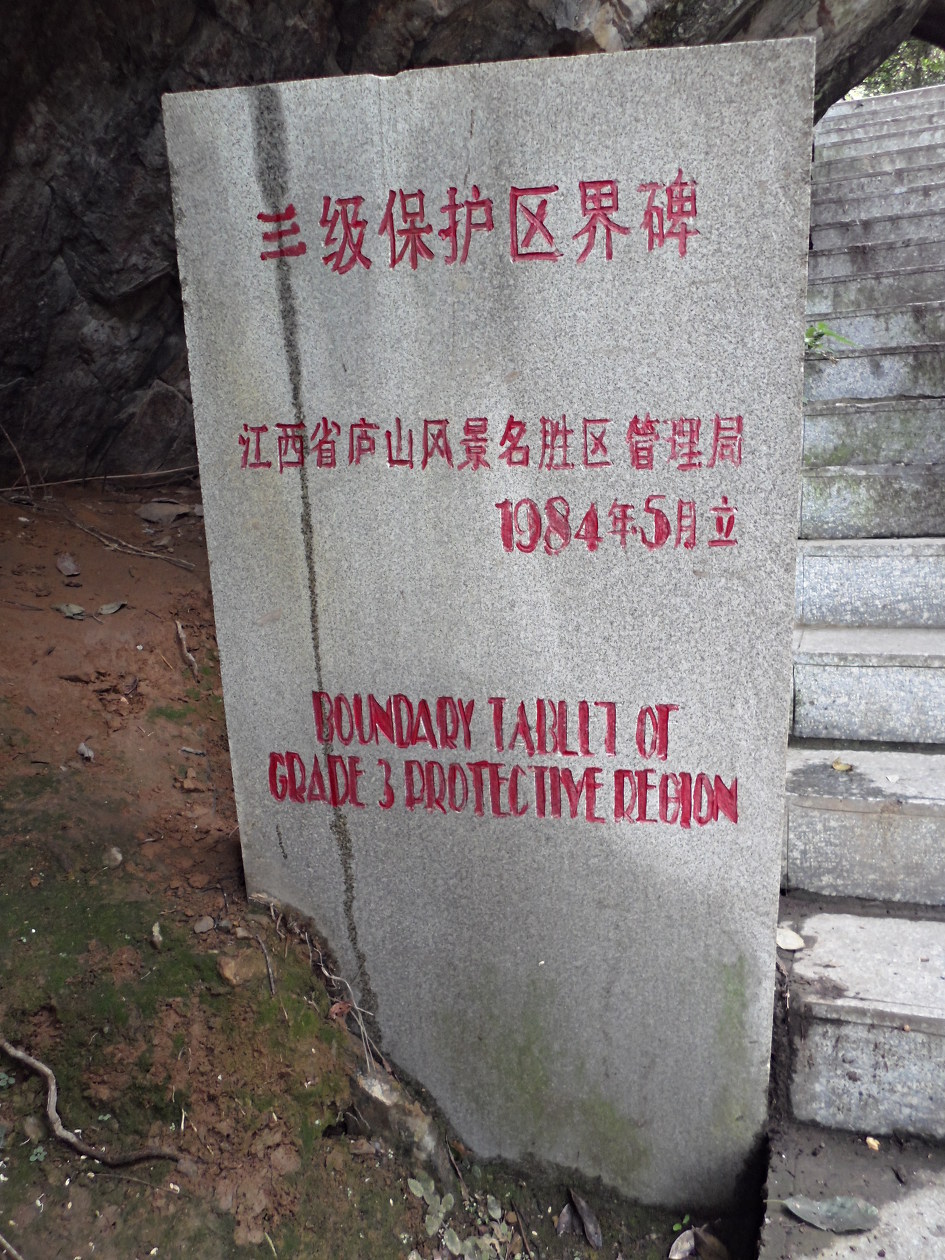 三级保护区界碑
江西省庐山风景名胜区管理局
1984年5月立
BOUNDARY TABLET OF
GRADE 3 PROTECTIVE REGION